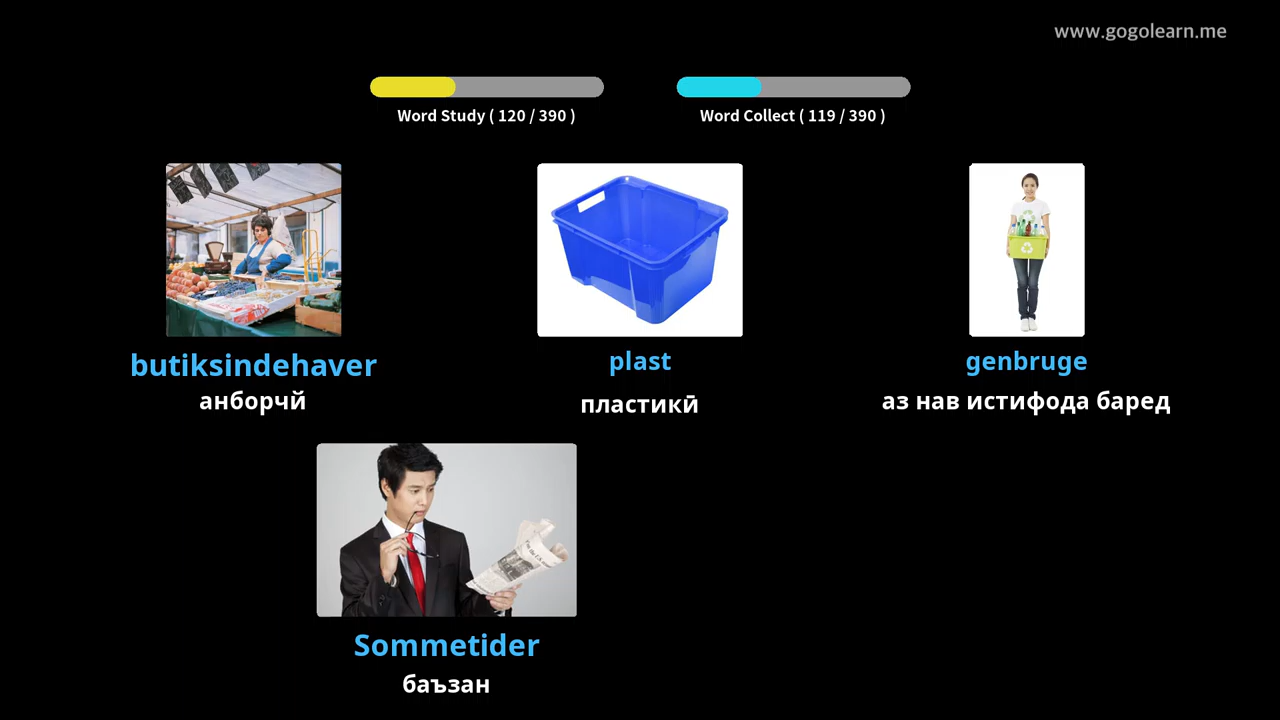 www.gogolearn.me
Word Study ( 120 / 390 )
Word Collect ( 119 / 390 )
butiksindehaver
анборчӣ
plast
пластикӣ
genbruge
аз нав истифода баред
Sommetider
баъзан